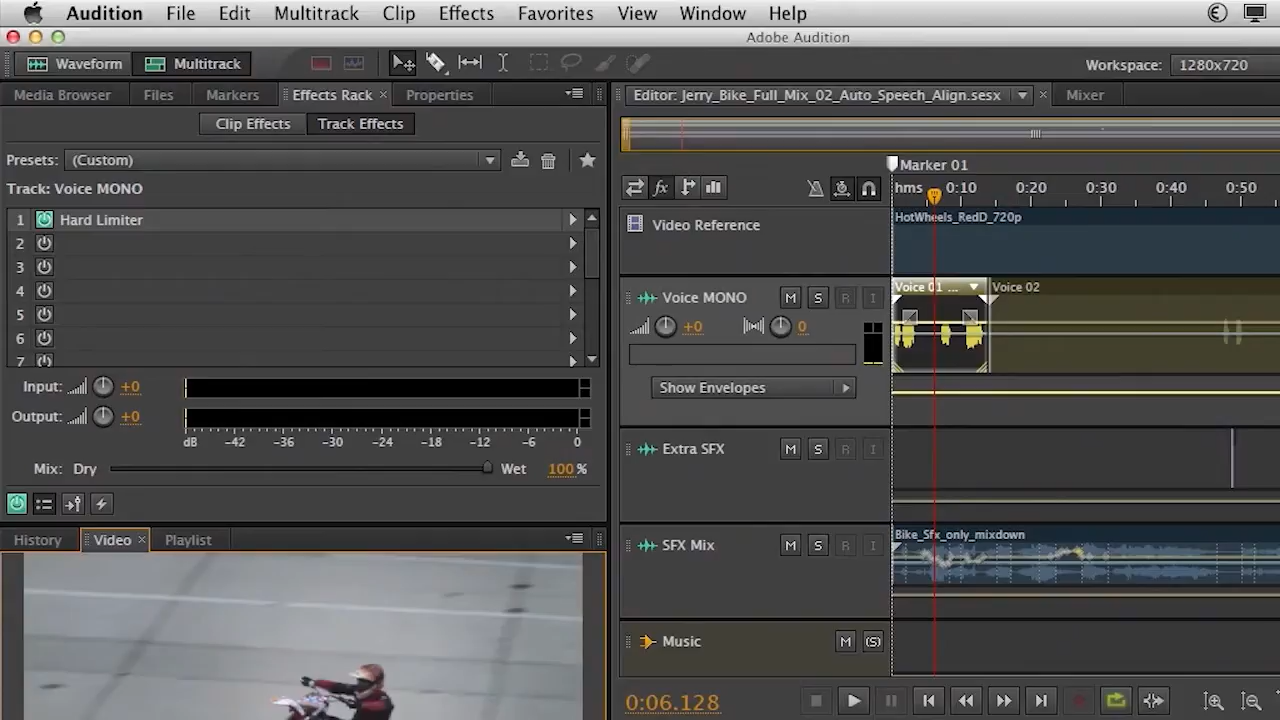 Audition File Edit Multitrack Clip Effects Favorites View Window Help
Adobe Audition
Waveform Multitrack Workspace: 1280x720
Media Browser Files Markers Effects Rack × Properties
Editor: Jerry_Bike_Full_Mix_02_Auto_Speech_Align.sesx × Mixer
Clip Effects Track Effects
Presets: (Custom)
Marker 01
Track: Voice MONO
fx
hms 0:10 0:20 0:30 0:40 0:50
1 Hard Limiter
2
3
4
5
6
7
Video Reference
HotWheels_RedD_720p
Voice MONO M S R I
Voice 01 ... Voice 02
+0 0
Show Envelopes
Input: +0
Output: +0
dB -42 -36 -30 -24 -18 -12 -6 0
Mix: Dry Wet 100 %
Extra SFX M S R I
History Video × Playlist
SFX Mix M S R I
Bike_Sfx_only_mixdown
Music M (S)
0:06.128